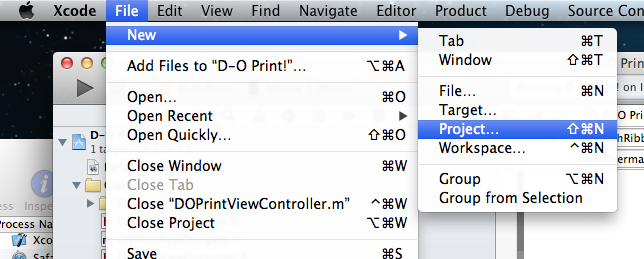 Xcode File Edit View Find Navigate Editor Product Debug Source Con
New
Add Files to “D-O Print!”... ⌥⌘A
Open... ⌘O
Open Recent
Open Quickly... ⇧⌘O
Close Window ⌘W
Close Tab
Close “DOPrintViewController.m” ^⌘W
Close Project ⌥⌘W
Save ⌘S
Tab ⌘T
Window ⇧⌘T
File... ⌘N
Target...
Project... ⇧⌘N
Workspace... ^⌘N
Group ⌥⌘N
Group from Selection
D-O
1 ta
ess Inspe
Process Na
Xco
Safa
Print
on I
O Pri
hRibb
erma